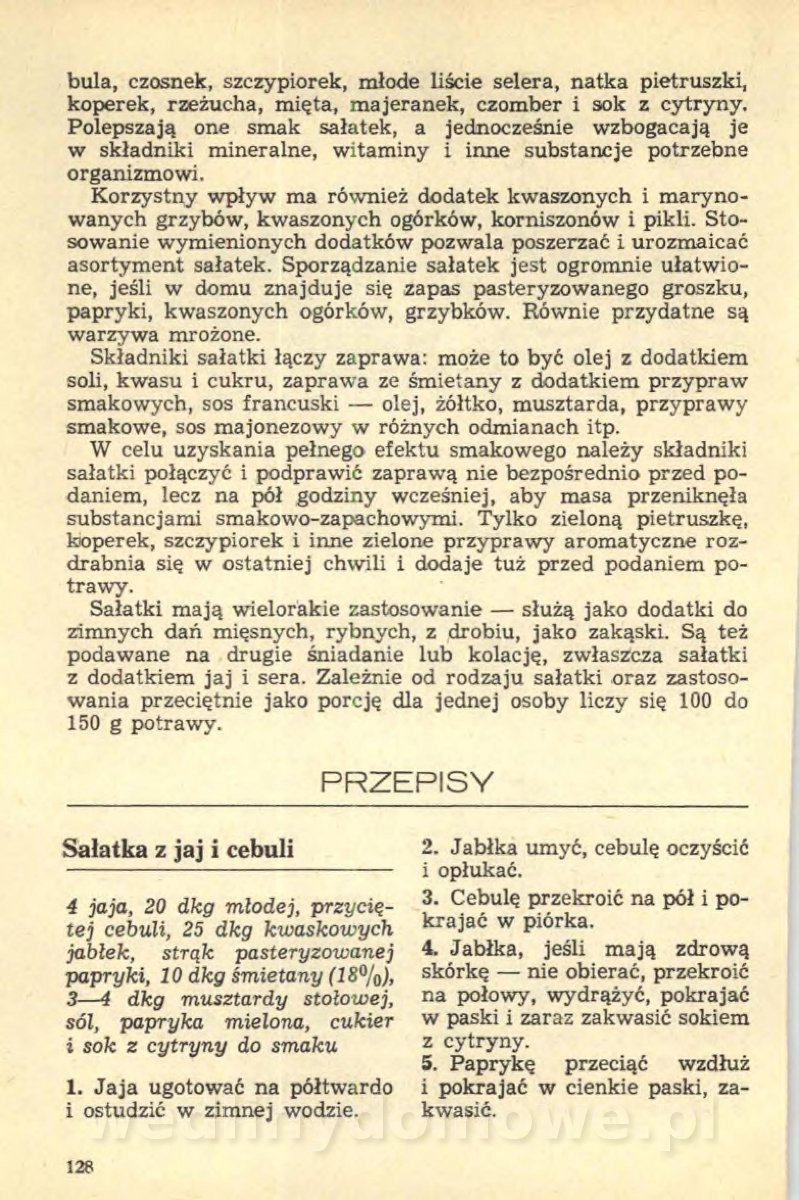 bula, czosnek, szczypiorek, młode liście selera, natka pietruszki,
koperek, rzeżucha, mięta, majeranek, czomber i sok z cytryny.
Polepszają one smak sałatek, a jednocześnie wzbogacają je
w składniki mineralne, witaminy i inne substancje potrzebne
organizmowi.
Korzystny wpływ ma również dodatek kwaszonych i maryno-
wanych grzybów, kwaszonych ogórków, korniszonów i pikli. Sto-
sowanie wymienionych dodatków pozwala poszerzać i urozmaicać
asortyment sałatek. Sporządzanie sałatek jest ogromnie ułatwio-
ne, jeśli w domu znajduje się zapas pasteryzowanego groszku,
papryki, kwaszonych ogórków, grzybków. Równie przydatne są
warzywa mrożone.
Składniki sałatki łączy zaprawa: może to być olej z dodatkiem
soli, kwasu i cukru, zaprawa ze śmietany z dodatkiem przypraw
smakowych, sos francuski — olej, żółtko, musztarda, przyprawy
smakowe, sos majonezowy w różnych odmianach itp.
W celu uzyskania pełnego efektu smakowego należy składniki
sałatki połączyć i podprawić zaprawą nie bezpośrednio przed po-
daniem, lecz na pół godziny wcześniej, aby masa przeniknęła
substancjami smakowo-zapachowymi. Tylko zieloną pietruszkę,
koperek, szczypiorek i inne zielone przyprawy aromatyczne roz-
drabnia się w ostatniej chwili i dodaje tuż przed podaniem po-
trawy.
Sałatki mają wielorakie zastosowanie — służą jako dodatki do
zimnych dań mięsnych, rybnych, z drobiu, jako zakąski. Są też
podawane na drugie śniadanie lub kolację, zwłaszcza sałatki
z dodatkiem jaj i sera. Zależnie od rodzaju sałatki oraz zastoso-
wania przeciętnie jako porcję dla jednej osoby liczy się 100 do
150 g potrawy.
PRZEPISY
Sałatka z jaj i cebuli
4 jaja, 20 dkg młodej, przycię-
tej cebuli, 25 dkg kwaskowych
jabłek, strąk pasteryzowanej
papryki, 10 dkg śmietany (18%),
3—4 dkg musztardy stołowej,
sól, papryka mielona, cukier
i sok z cytryny do smaku
1. Jaja ugotować na półtwardo
i ostudzić w zimnej wodzie.
2. Jabłka umyć, cebulę oczyścić
i opłukać.
3. Cebulę przekroić na pół i po-
krajać w piórka.
4. Jabłka, jeśli mają zdrową
skórkę — nie obierać, przekroić
na połowy, wydrążyć, pokrajać
w paski i zaraz zakwasić sokiem
z cytryny.
5. Paprykę przeciąć wzdłuż
i pokrajać w cienkie paski, za-
kwasić.
wedlinydomowe.pl
128